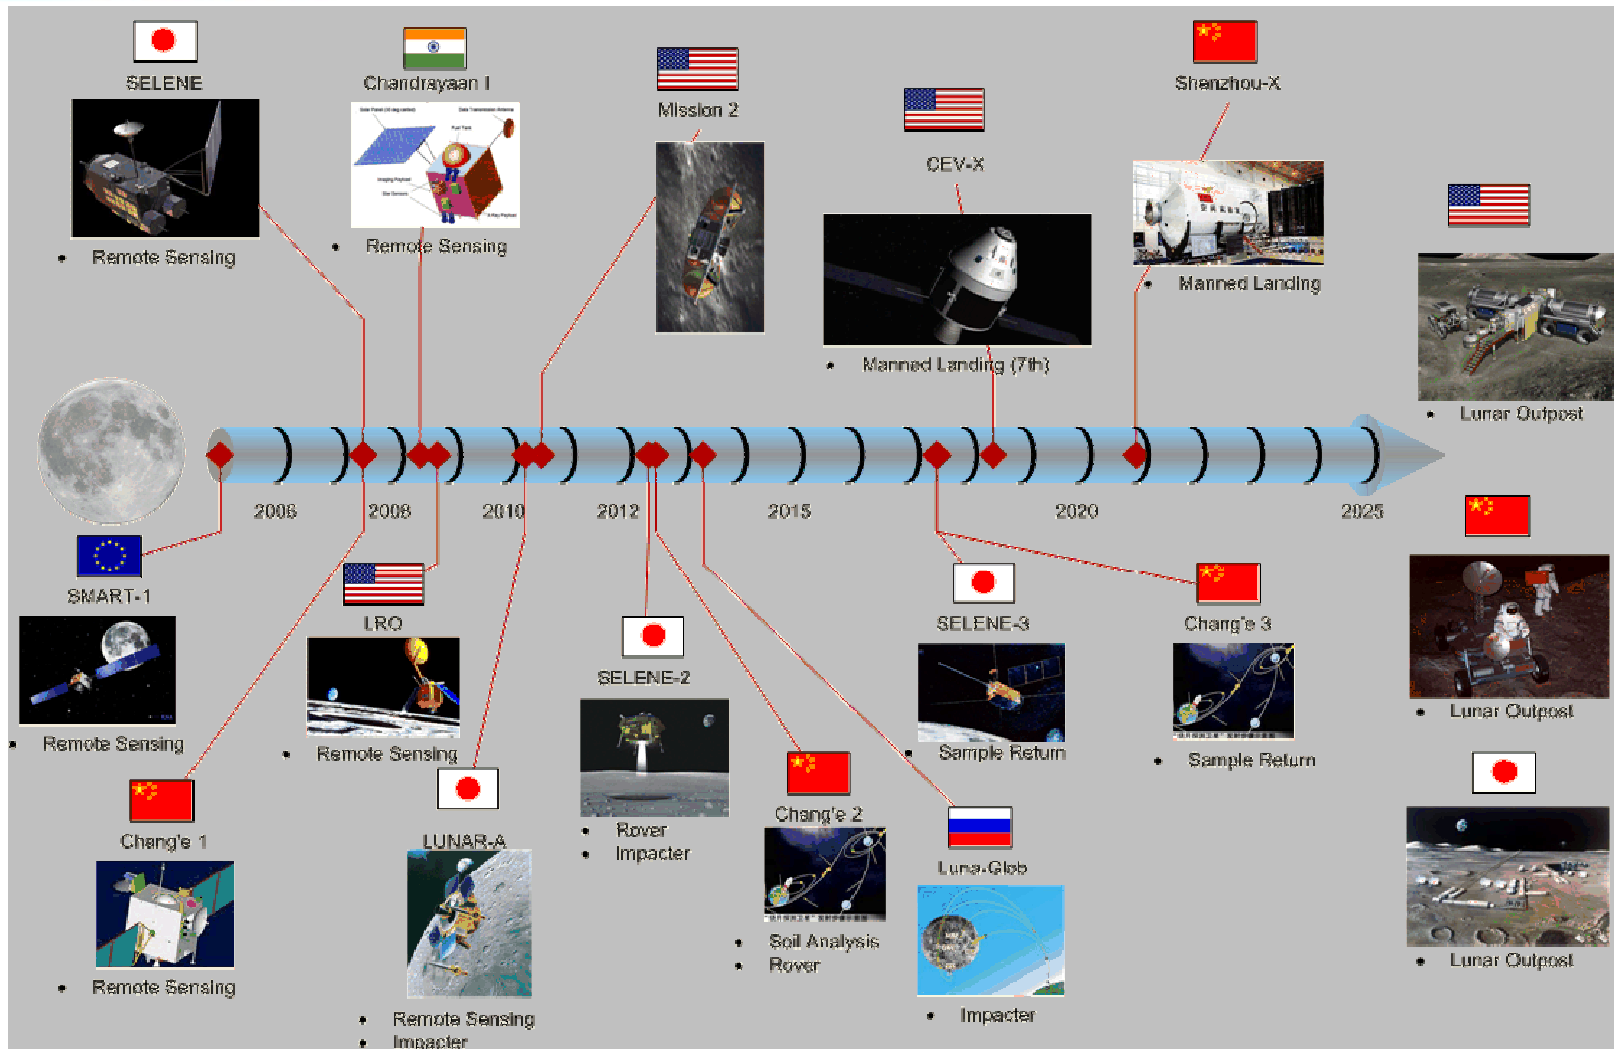 SELENE
• Remote Sensing
Chandrayaan I
Fuel Tank
• Remote Sensing
Mission 2
CEV-X
• Manned Landing (7th)
Shenzhou-X
• Manned Landing
• Lunar Outpost
2006
2008
2010
2012
2015
2020
2025
SMART-1
• Remote Sensing
Chang'e 1
• Remote Sensing
LRO
• Remote Sensing
LUNAR-A
• Remote Sensing
• Impacter
SELENE-2
• Rover
• Impacter
Chang'e 2
• Soil Analysis
• Rover
Luna-Glob
• Impacter
SELENE-3
• Sample Return
Chang'e 3
• Sample Return
• Lunar Outpost
• Lunar Outpost